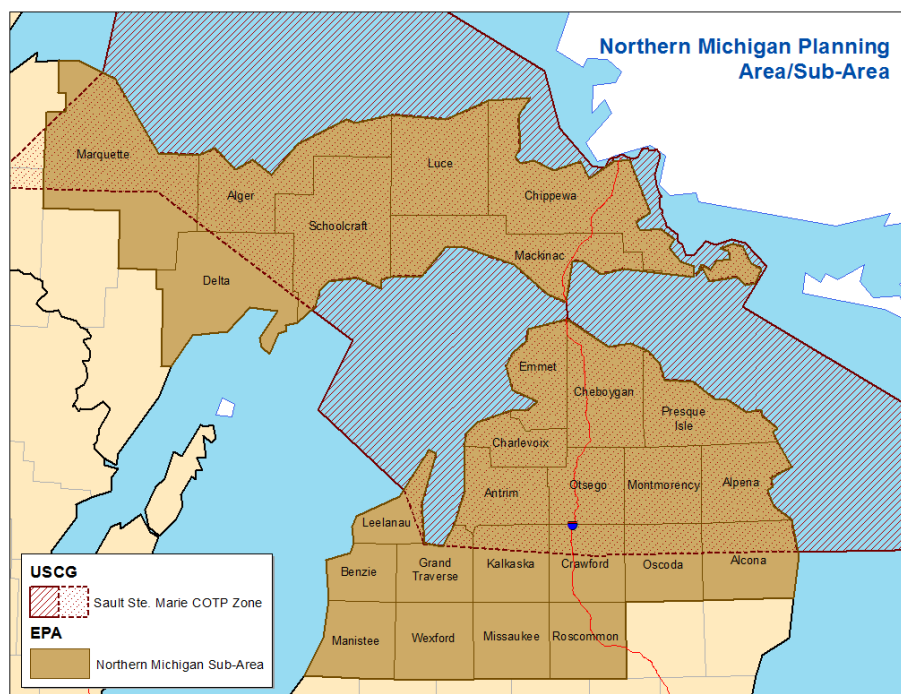 Northern Michigan Planning
Area/Sub-Area
Marquette
Alger
Luce
Chippewa
Schoolcraft
Mackinac
Delta
Emmet
Cheboygan
Presque
Isle
Charlevoix
Antrim
Otsego
Montmorency
Alpena
Leelanau
Benzie
Grand
Traverse
Kalkaska
Crawford
Oscoda
Alcona
Manistee
Wexford
Missaukee
Roscommon
USCG
Sault Ste. Marie COTP Zone
EPA
Northern Michigan Sub-Area